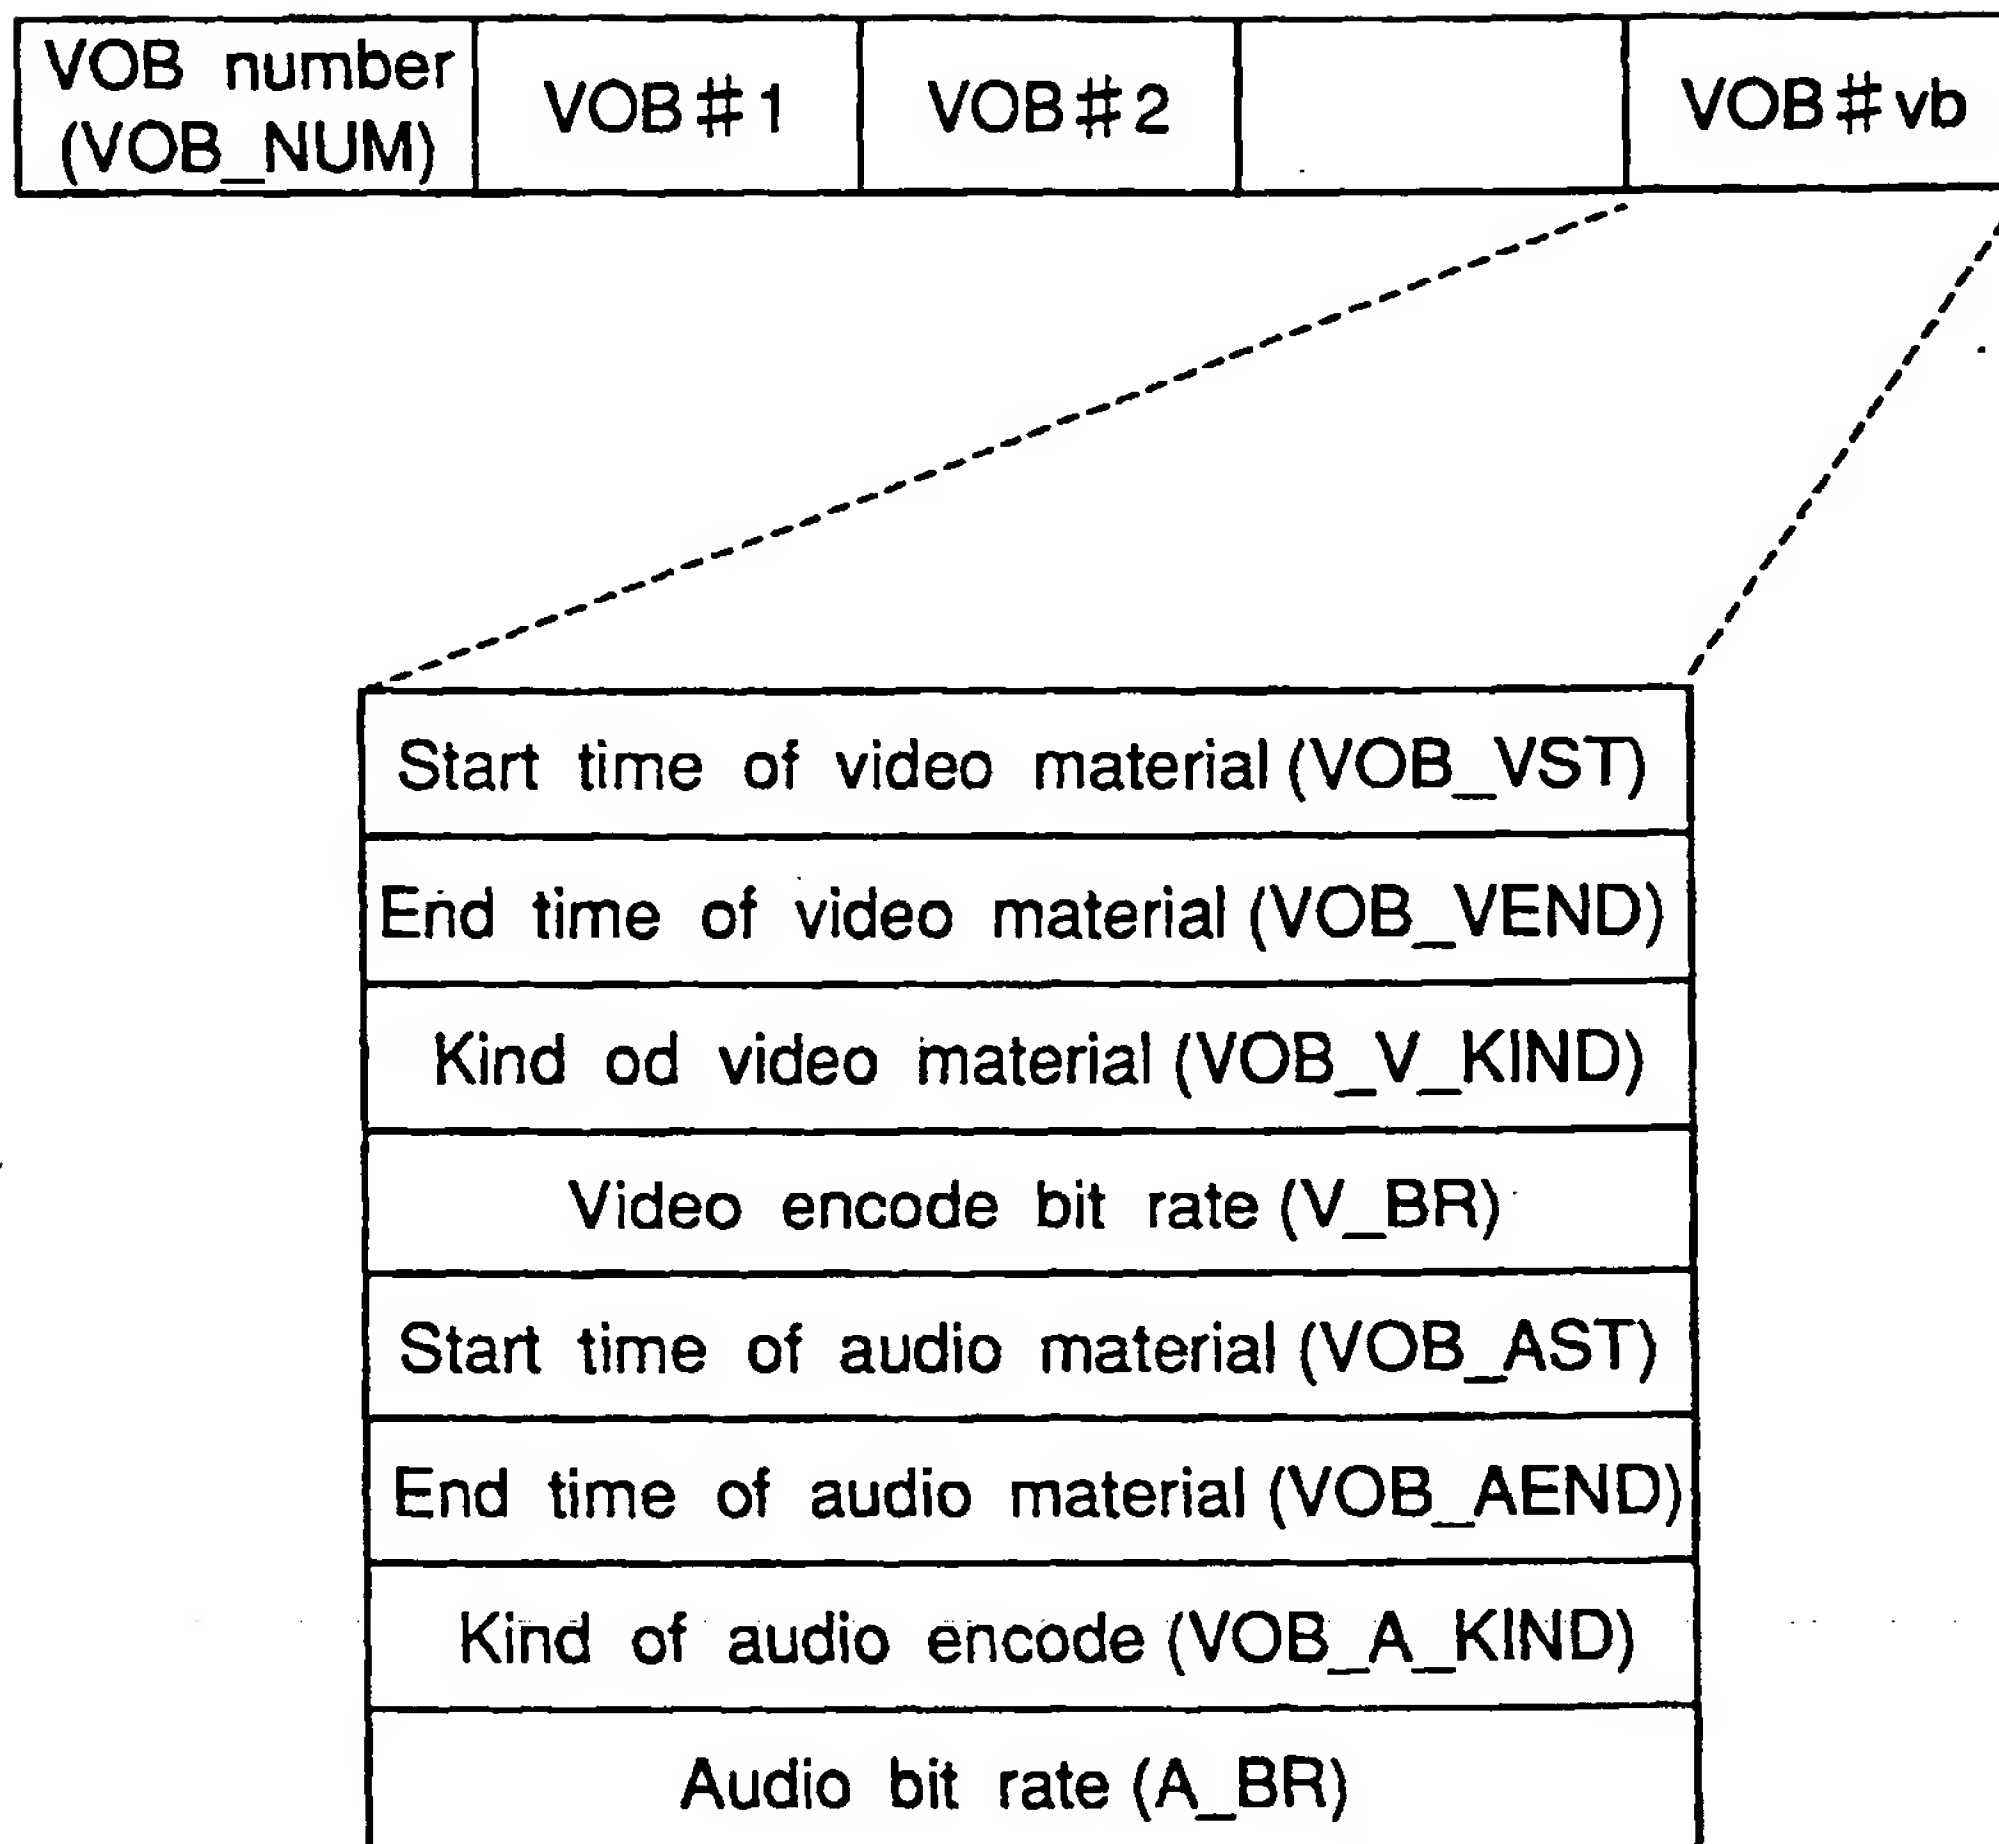 VOB number
(VOB_NUM)
VOB#1
VOB#2
VOB#vb
Start time of video material (VOB_VST)
End time of video material (VOB_VEND)
Kind od video material (VOB_V_KIND)
Video encode bit rate (V_BR)
Start time of audio material (VOB_AST)
End time of audio material (VOB_AEND)
Kind of audio encode (VOB_A_KIND)
Audio bit rate (A_BR)